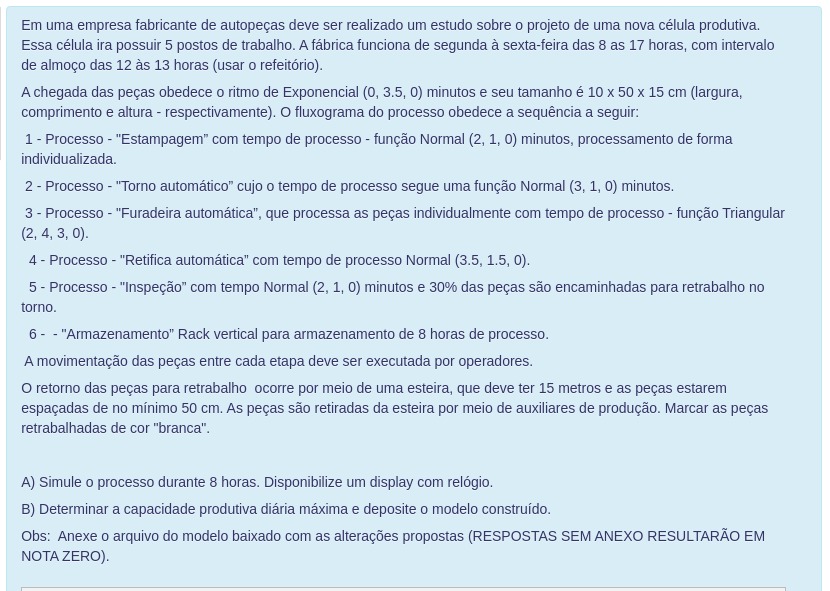 Em uma empresa fabricante de autopeças deve ser realizado um estudo sobre o projeto de uma nova célula produtiva.
Essa célula ira possuir 5 postos de trabalho. A fábrica funciona de segunda à sexta-feira das 8 as 17 horas, com intervalo
de almoço das 12 às 13 horas (usar o refeitório).
A chegada das peças obedece o ritmo de Exponencial (0, 3.5, 0) minutos e seu tamanho é 10 x 50 x 15 cm (largura,
comprimento e altura - respectivamente). O fluxograma do processo obedece a sequência a seguir:
1 - Processo - "Estampagem” com tempo de processo - função Normal (2, 1, 0) minutos, processamento de forma
individualizada.
2 - Processo - "Torno automático” cujo o tempo de processo segue uma função Normal (3, 1, 0) minutos.
3 - Processo - "Furadeira automática”, que processa as peças individualmente com tempo de processo - função Triangular
(2, 4, 3, 0).
4 - Processo - "Retifica automática” com tempo de processo Normal (3.5, 1.5, 0).
5 - Processo - "Inspeção” com tempo Normal (2, 1, 0) minutos e 30% das peças são encaminhadas para retrabalho no
torno.
6 - - "Armazenamento” Rack vertical para armazenamento de 8 horas de processo.
A movimentação das peças entre cada etapa deve ser executada por operadores.
O retorno das peças para retrabalho ocorre por meio de uma esteira, que deve ter 15 metros e as peças estarem
espaçadas de no mínimo 50 cm. As peças são retiradas da esteira por meio de auxiliares de produção. Marcar as peças
retrabalhadas de cor "branca".
A) Simule o processo durante 8 horas. Disponibilize um display com relógio.
B) Determinar a capacidade produtiva diária máxima e deposite o modelo construído.
Obs: Anexe o arquivo do modelo baixado com as alterações propostas (RESPOSTAS SEM ANEXO RESULTARÃO EM
NOTA ZERO).